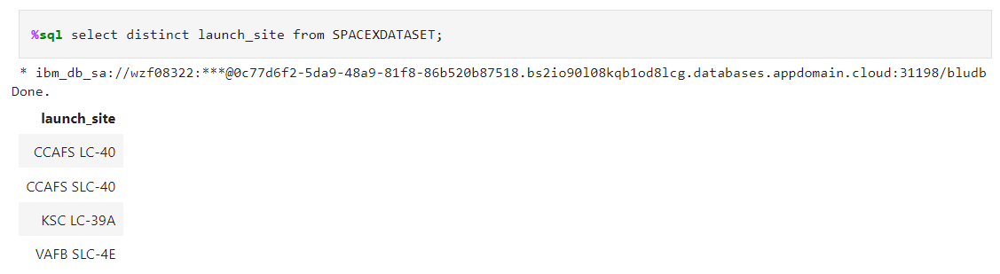 %sql select distinct launch_site from SPACEXDATASET;
* ibm_db_sa://wzf08322:***@0c77d6f2-5da9-48a9-81f8-86b520b87518.bs2io90l08kqb1od8lcg.databases.appdomain.cloud:31198/bludb
Done.
launch_site
CCAFS LC-40
CCAFS SLC-40
KSC LC-39A
VAFB SLC-4E